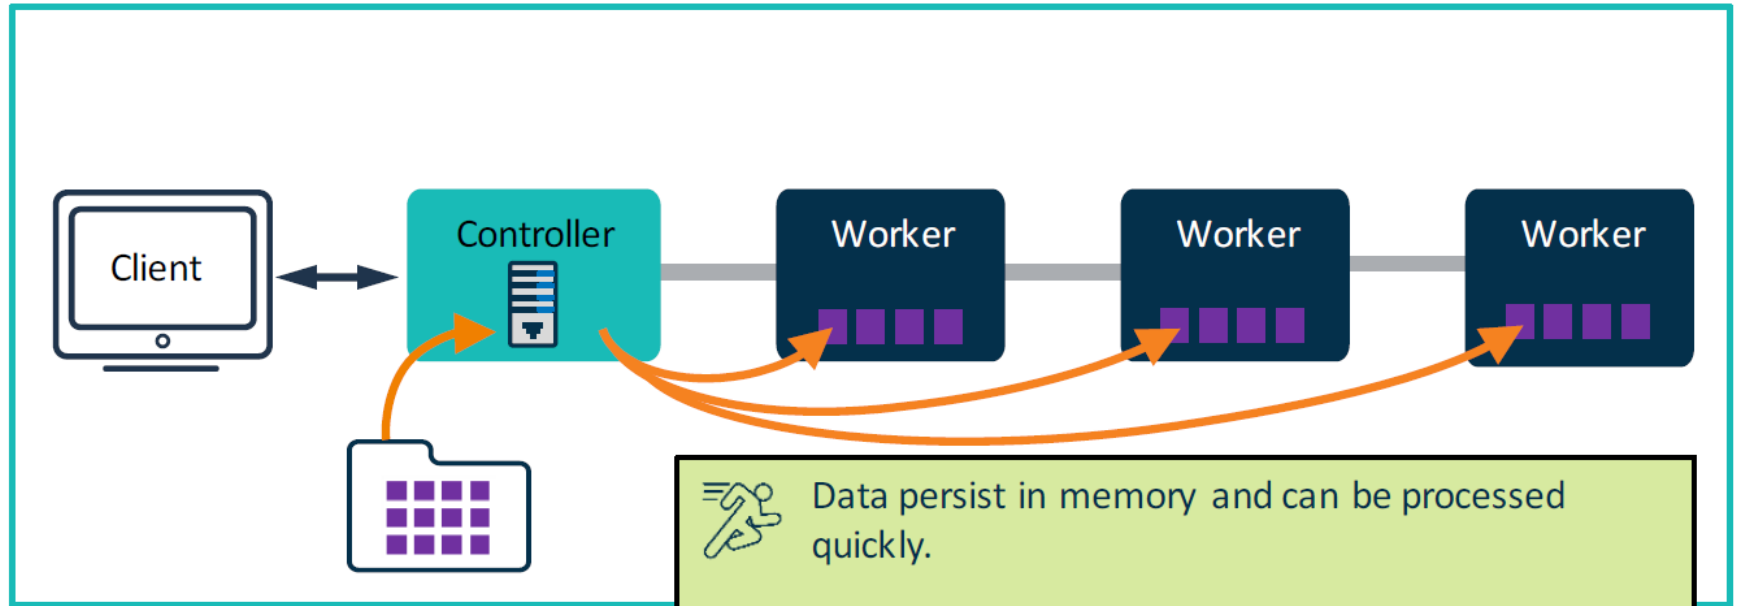 Client
Controller
Worker
Worker
Worker
Data persist in memory and can be processed
quickly.